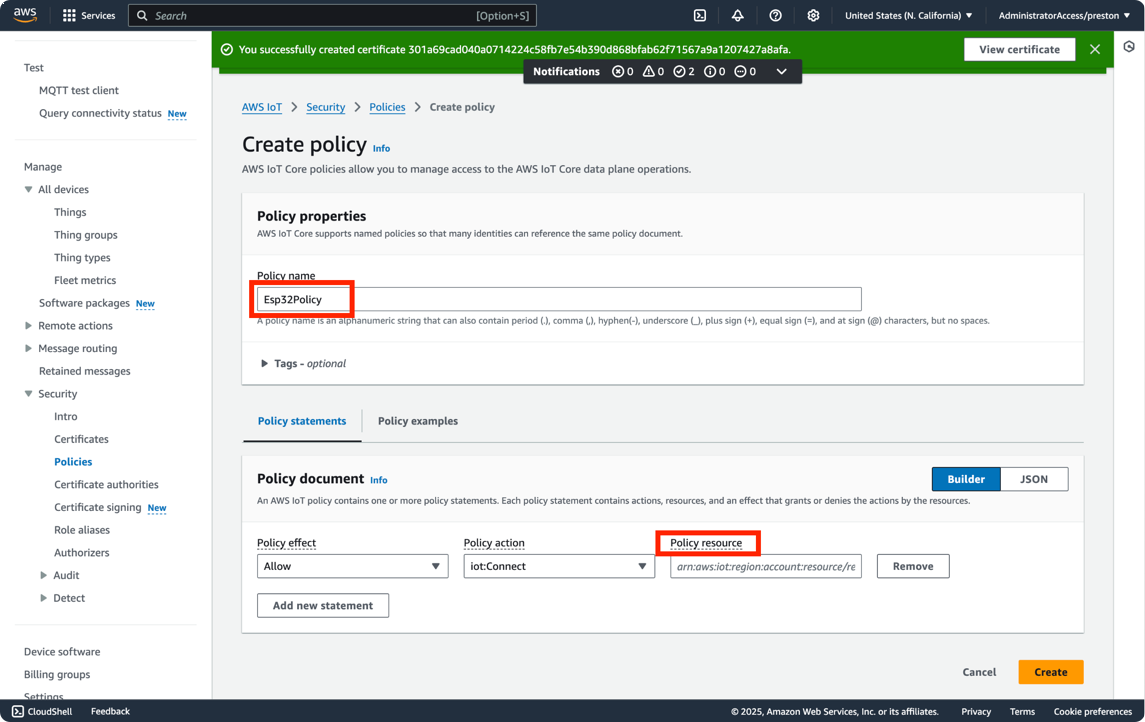 aws
Services
Search
[Option+S]
United States (N. California)
AdministratorAccess/preston
You successfully created certificate 301a69cad040a0714224c58fb7e54b390d868bfab62f71567a9a1207427a8afa.
View certificate
Notifications 0 0 2 0 0
Test
MQTT test client
Query connectivity status New
Manage
All devices
Things
Thing groups
Thing types
Fleet metrics
Software packages New
Remote actions
Message routing
Retained messages
Security
Intro
Certificates
Policies
Certificate authorities
Certificate signing New
Role aliases
Authorizers
Audit
Detect
Device software
Billing groups
Settings
AWS IoT
Security
Policies
Create policy
Create policy Info
AWS IoT Core policies allow you to manage access to the AWS IoT Core data plane operations.
Policy properties
AWS IoT Core supports named policies so that many identities can reference the same policy document.
Policy name
Esp32Policy
A policy name is an alphanumeric string that can also contain period (.), comma (,), hyphen(-), underscore (_), plus sign (+), equal sign (=), and at sign (@) characters, but no spaces.
Tags - optional
Policy statements
Policy examples
Policy document Info
Builder
JSON
An AWS IoT policy contains one or more policy statements. Each policy statement contains actions, resources, and an effect that grants or denies the actions by the resources.
Policy effect
Policy action
Policy resource
Allow
iot:Connect
arn:aws:iot:region:account:resource/re
Remove
Add new statement
Cancel
Create
CloudShell
Feedback
© 2025, Amazon Web Services, Inc. or its affiliates.
Privacy
Terms
Cookie preferences